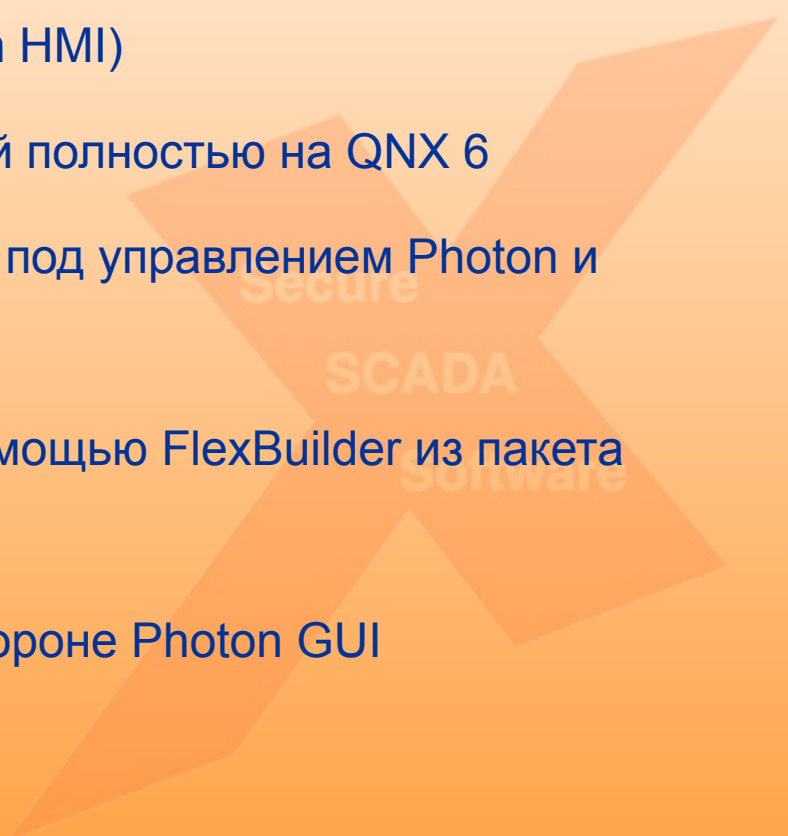 HMI)
й полностью на QNX 6
под управлением Photon и
Secure
SCADA
мощью FlexBuilder из пакета
Software
ороне Photon GUI